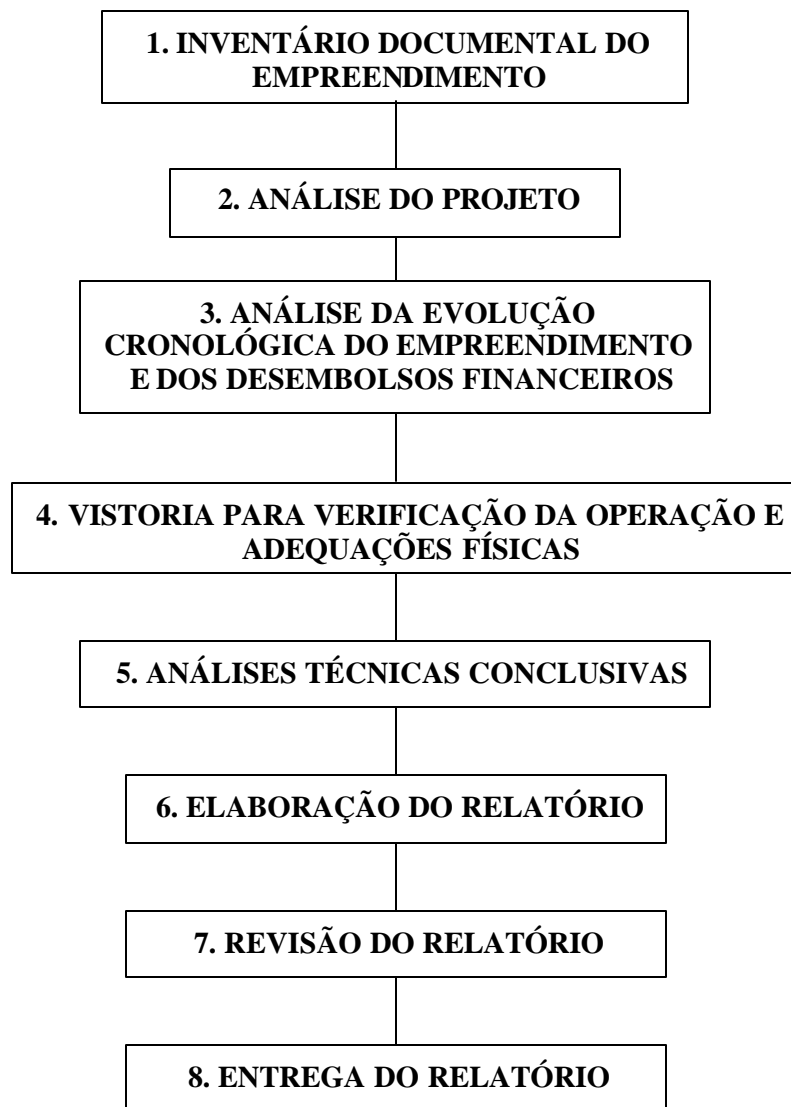 1. INVENTÁRIO DOCUMENTAL DO
EMPREENDIMENTO
2. ANÁLISE DO PROJETO
3. ANÁLISE DA EVOLUÇÃO
CRONOLÓGICA DO EMPREENDIMENTO
E DOS DESEMBOLSOS FINANCEIROS
4. VISTORIA PARA VERIFICAÇÃO DA OPERAÇÃO E
ADEQUAÇÕES FÍSICAS
5. ANÁLISES TÉCNICAS CONCLUSIVAS
6. ELABORAÇÃO DO RELATÓRIO
7. REVISÃO DO RELATÓRIO
8. ENTREGA DO RELATÓRIO